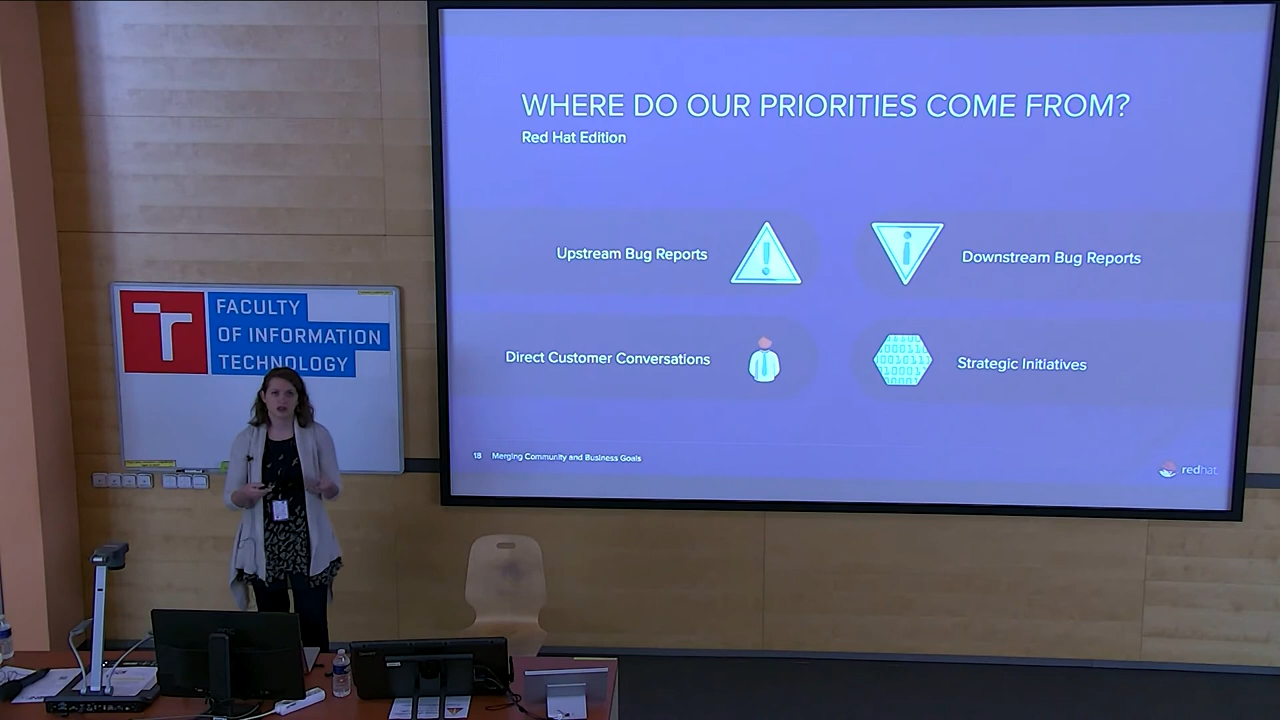 WHERE DO OUR PRIORITIES COME FROM?
Red Hat Edition
Upstream Bug Reports
Downstream Bug Reports
Direct Customer Conversations
Strategic Initiatives
18 Merging Community and Business Goals
redhat
FACULTY
OF INFORMATION
TECHNOLOGY